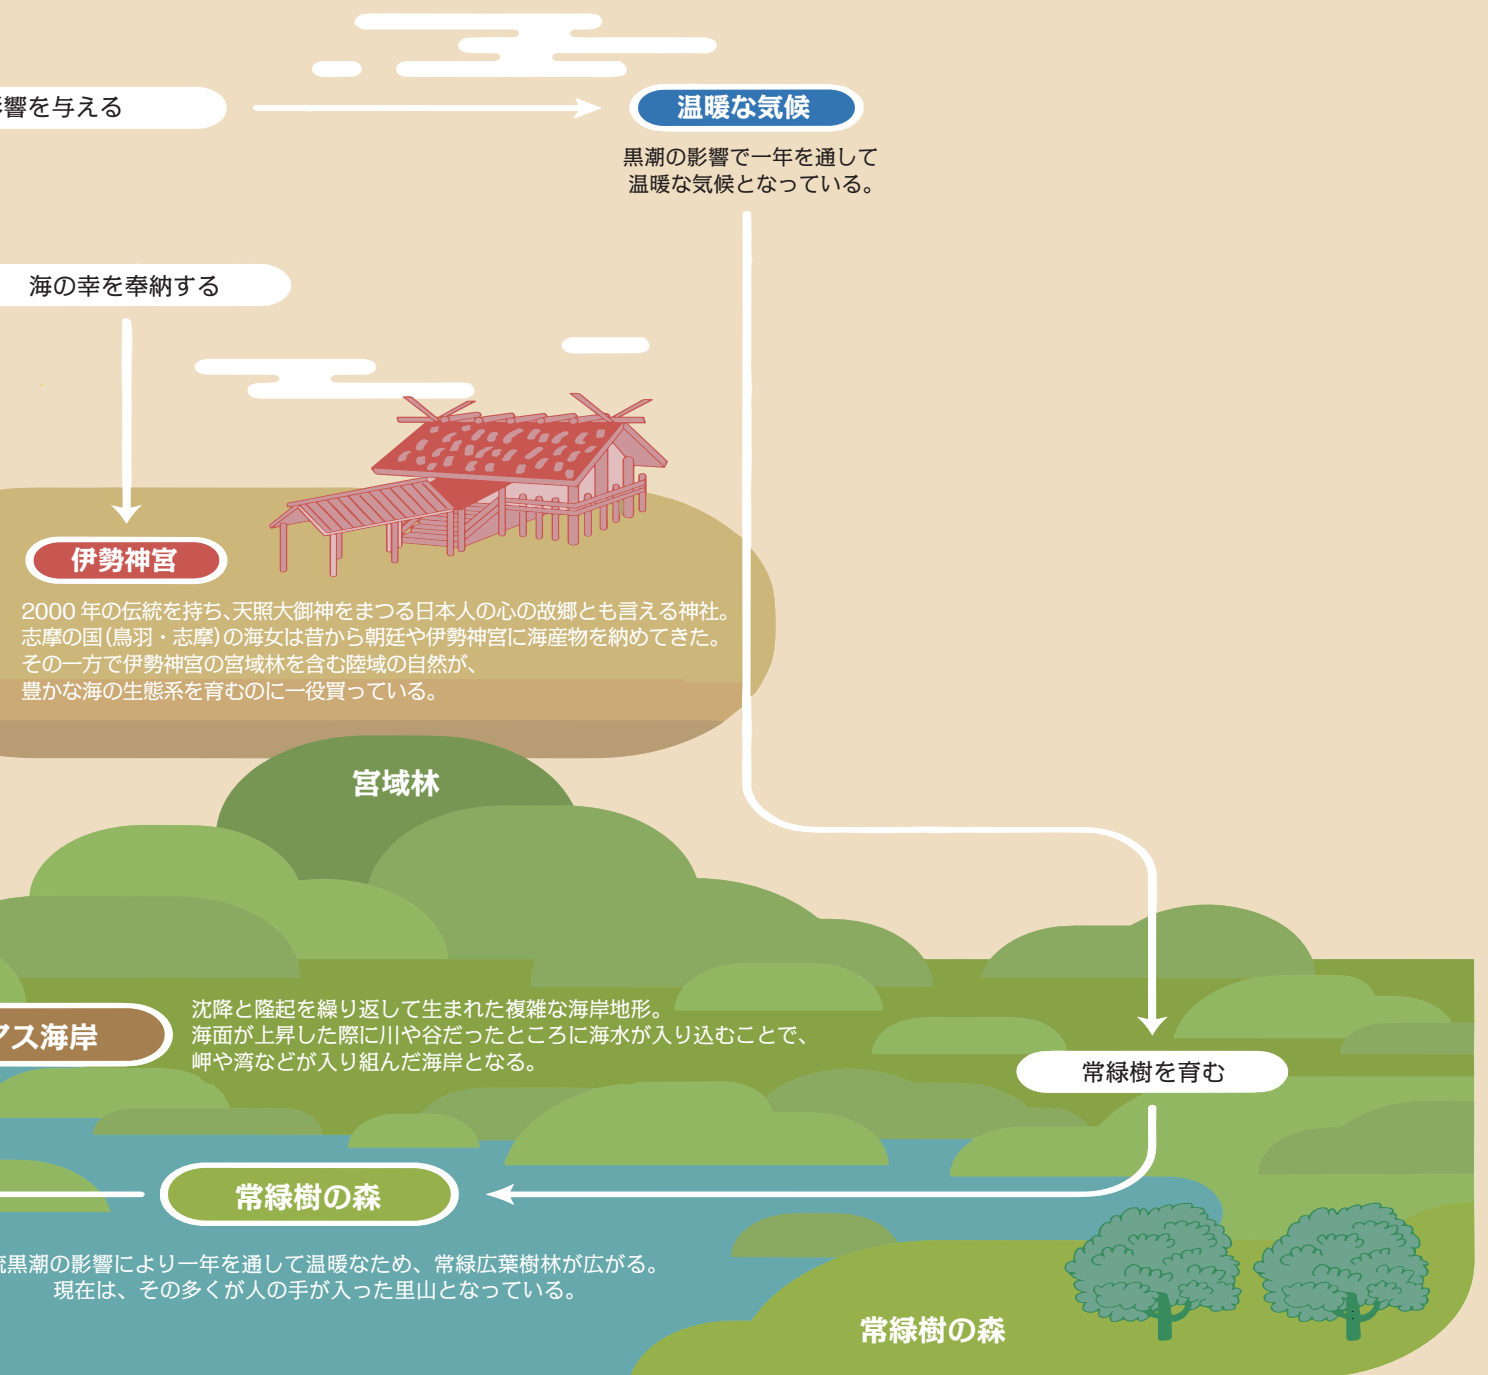 響を与える
温暖な気候
黒潮の影響で一年を通して
温暖な気候となっている。
海の幸を奉納する
伊勢神宮
2000 年の伝統を持ち、天照大御神をまつる日本人の心の故郷とも言える神社。
志摩の国(鳥羽・志摩)の海女は昔から朝廷や伊勢神宮に海産物を納めてきた。
その一方で伊勢神宮の宮域林を含む陸域の自然が、
豊かな海の生態系を育むのに一役買っている。
宮域林
アス海岸
沈降と隆起を繰り返して生まれた複雑な海岸地形。
海面が上昇した際に川や谷だったところに海水が入り込むことで、
岬や湾などが入り組んだ海岸となる。
常緑樹を育む
常緑樹の森
流黒潮の影響により一年を通して温暖なため、常緑広葉樹林が広がる。
現在は、その多くが人の手が入った里山となっている。
常緑樹の森